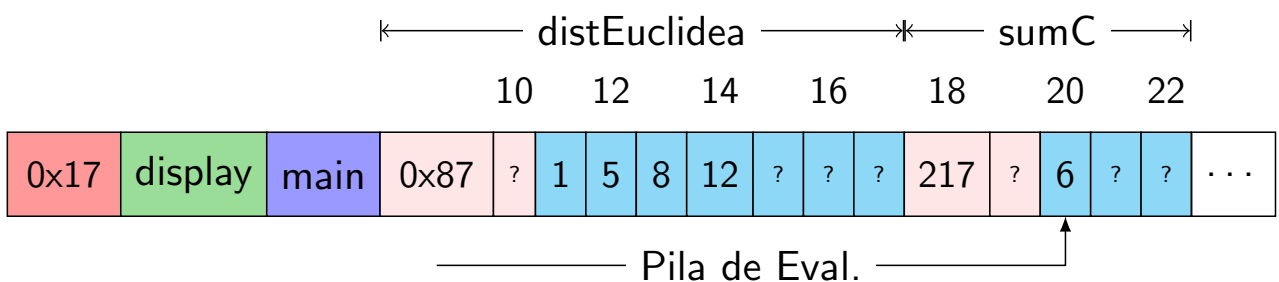 distEuclidea sumC
10 12 14 16 18 20 22
0x17 display main 0x87 ? 1 5 8 12 ? ? ? 217 ? 6 ? ? ...
Pila de Eval.